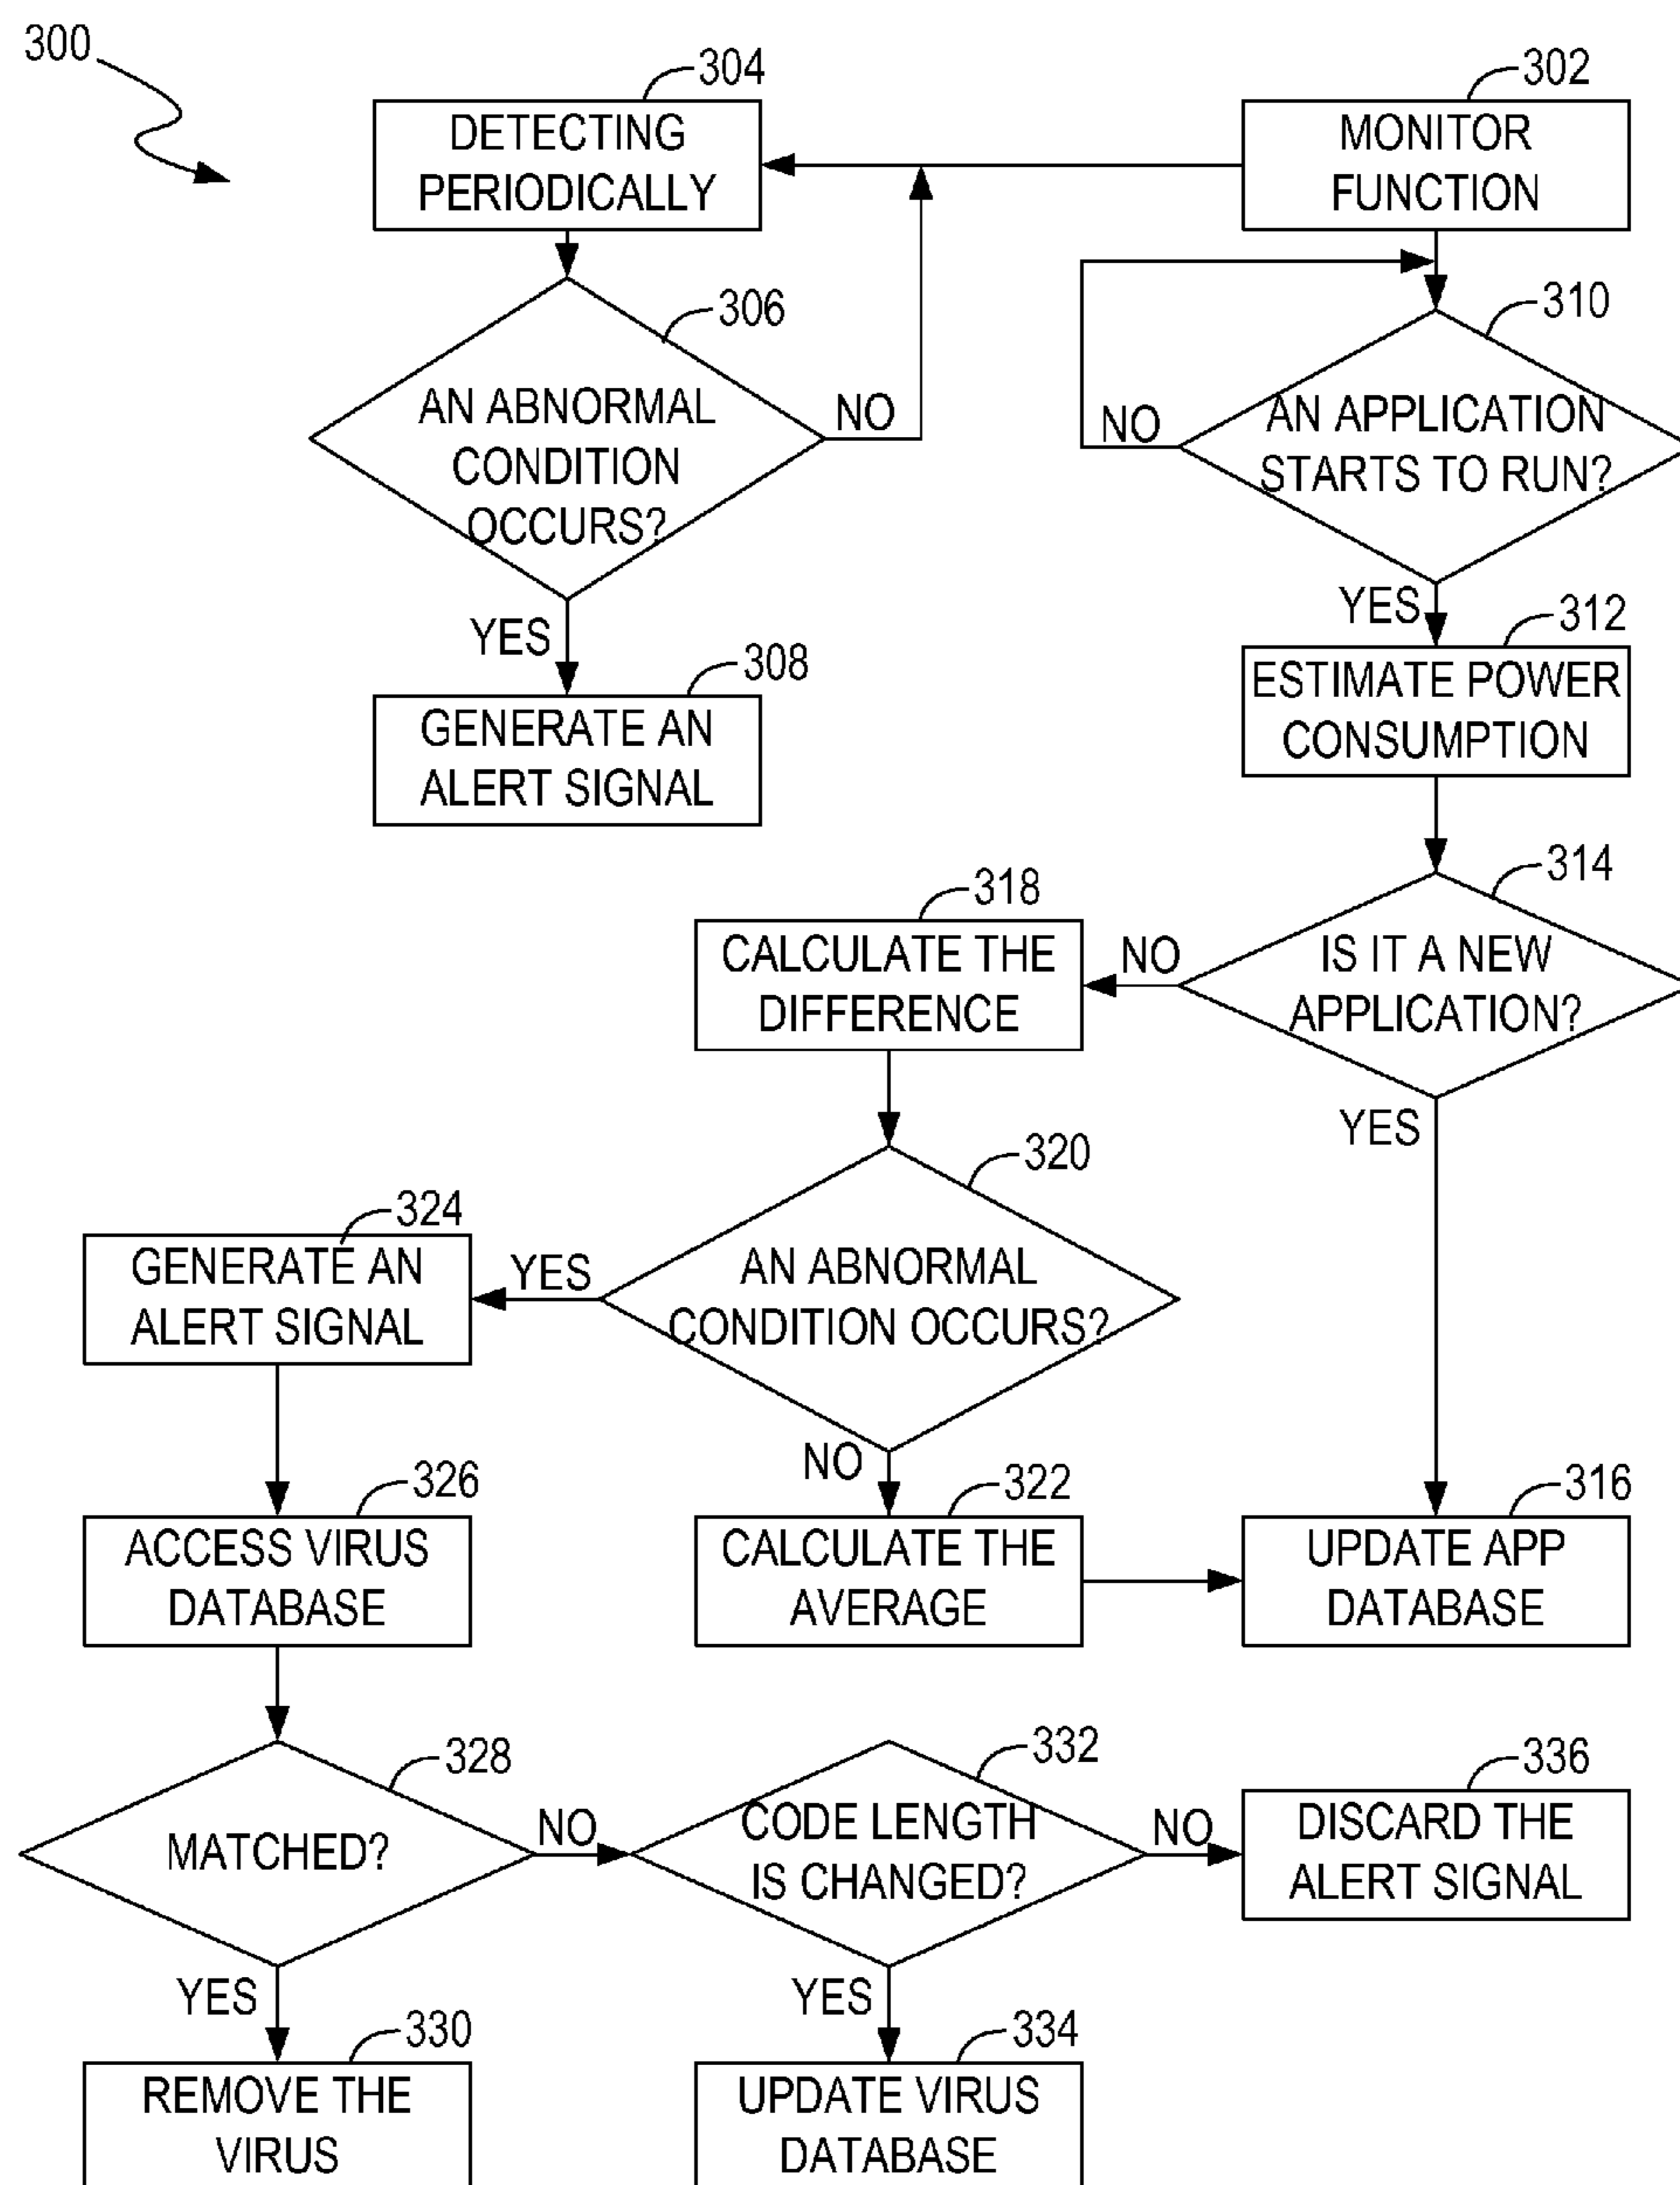 300
304
302
DETECTING
PERIODICALLY
MONITOR
FUNCTION
306
310
AN ABNORMAL
CONDITION
OCCURS?
NO
NO
AN APPLICATION
STARTS TO RUN?
YES
308
YES
312
GENERATE AN
ALERT SIGNAL
ESTIMATE POWER
CONSUMPTION
314
318
CALCULATE THE
DIFFERENCE
NO
IS IT A NEW
APPLICATION?
YES
320
324
GENERATE AN
ALERT SIGNAL
YES
AN ABNORMAL
CONDITION OCCURS?
NO
326
322
316
ACCESS VIRUS
DATABASE
CALCULATE THE
AVERAGE
UPDATE APP
DATABASE
328
332
336
MATCHED?
NO
CODE LENGTH
IS CHANGED?
NO
DISCARD THE
ALERT SIGNAL
YES
330
YES
334
REMOVE THE
VIRUS
UPDATE VIRUS
DATABASE